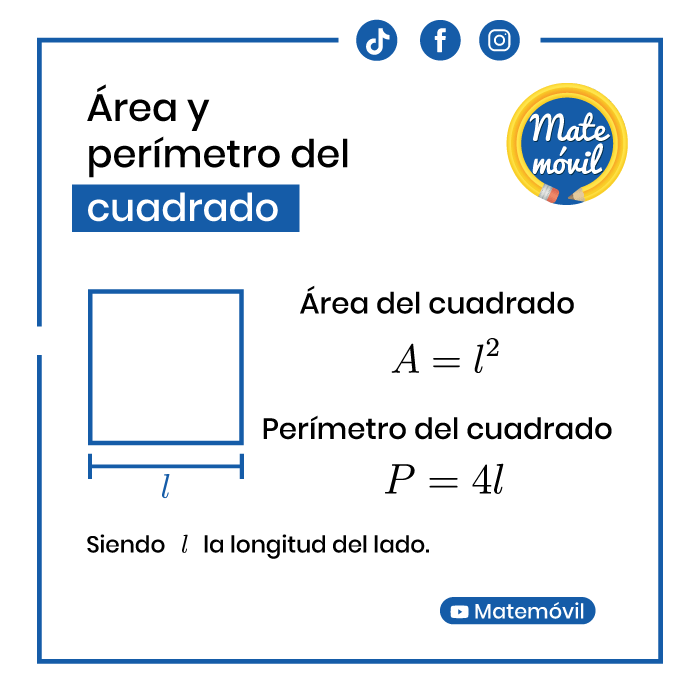 Área y
perímetro del
cuadrado
Mate
móvil
Área del cuadrado
A = l²
Perímetro del cuadrado
P = 4l
l
Siendo l la longitud del lado.
Matemóvil